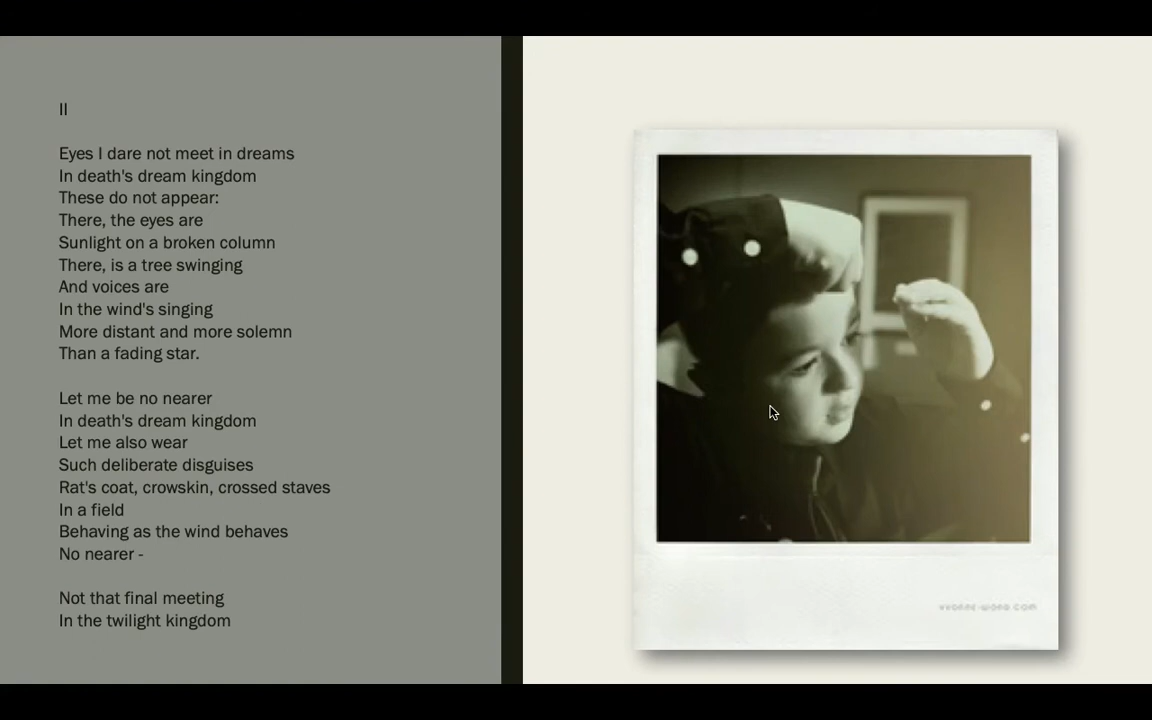 II
Eyes I dare not meet in dreams
In death's dream kingdom
These do not appear:
There, the eyes are
Sunlight on a broken column
There, is a tree swinging
And voices are
In the wind's singing
More distant and more solemn
Than a fading star.
Let me be no nearer
In death's dream kingdom
Let me also wear
Such deliberate disguises
Rat's coat, crowskin, crossed staves
In a field
Behaving as the wind behaves
No nearer -
Not that final meeting
In the twilight kingdom
yvonne-wong.com